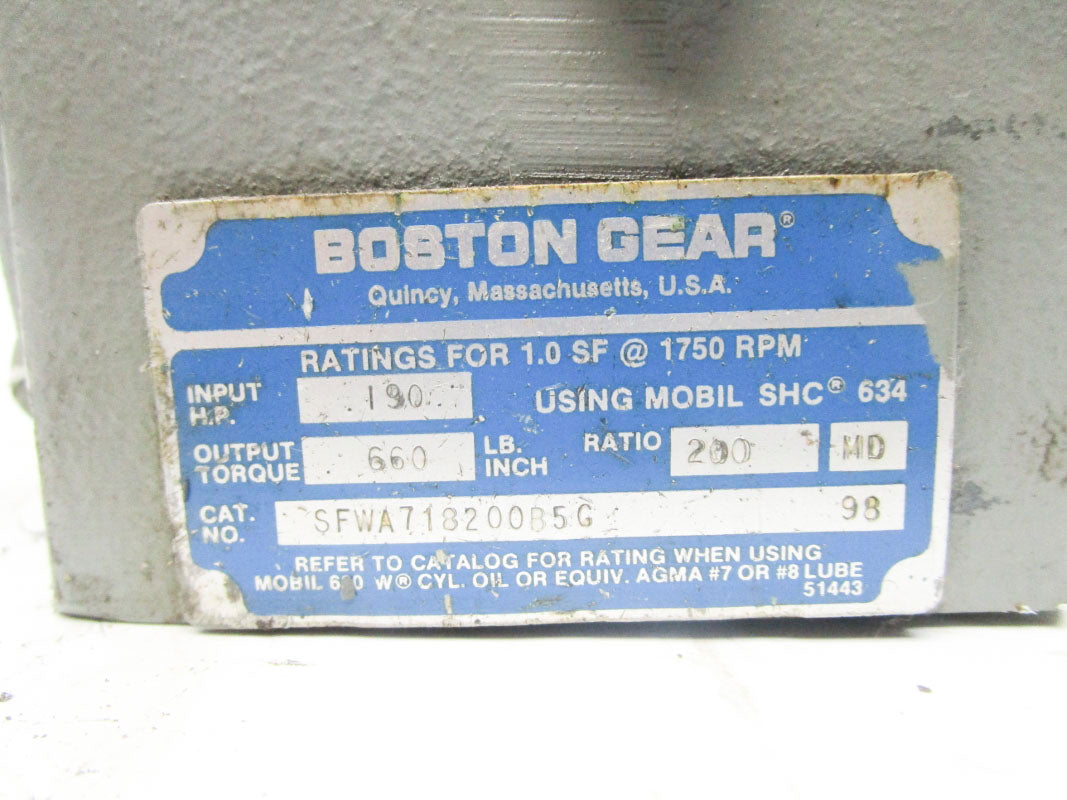 BOSTON GEAR®
Quincy, Massachusetts, U.S.A.
RATINGS FOR 1.0 SF @ 1750 RPM
INPUT H.P. .190 USING MOBIL SHC® 634
OUTPUT TORQUE 660 LB. INCH RATIO 200 MD
CAT. NO. SFWA718200B5G 98
REFER TO CATALOG FOR RATING WHEN USING
MOBIL 600 W® CYL. OIL OR EQUIV. AGMA #7 OR #8 LUBE
51443